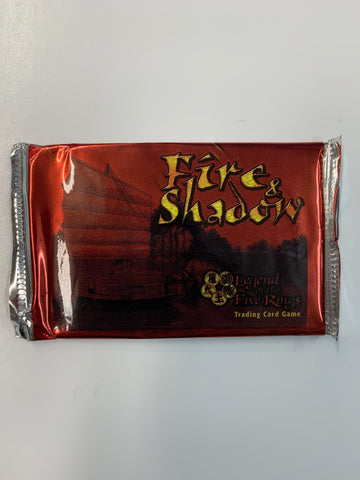 Fire &
Shadow
Legend
of the
Five Rings
Trading Card Game